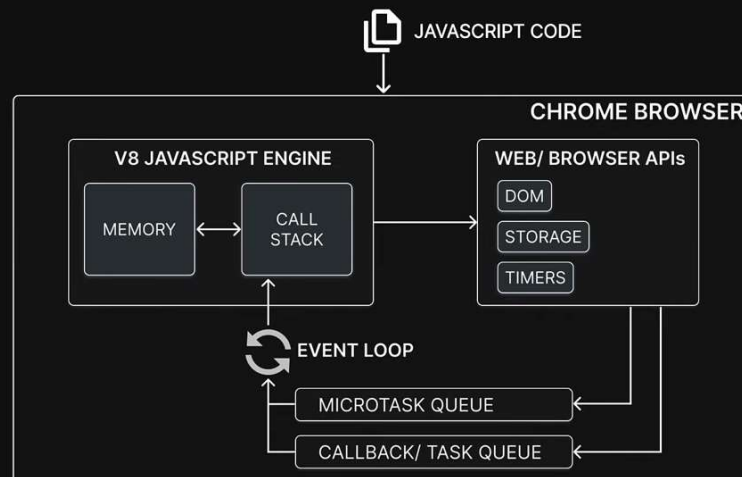 JAVASCRIPT CODE
CHROME BROWSER
V8 JAVASCRIPT ENGINE
MEMORY
CALL
STACK
WEB/ BROWSER APIs
DOM
STORAGE
TIMERS
EVENT LOOP
MICROTASK QUEUE
CALLBACK/ TASK QUEUE